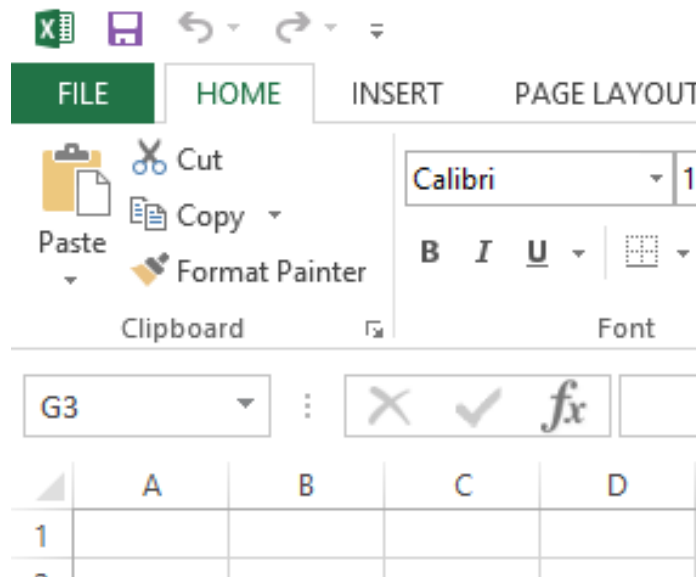 FILE HOME INSERT PAGE LAYOUT
Cut
Calibri
Copy
Paste
B I U
Format Painter
Clipboard Font
G3 fx
A B C D
1